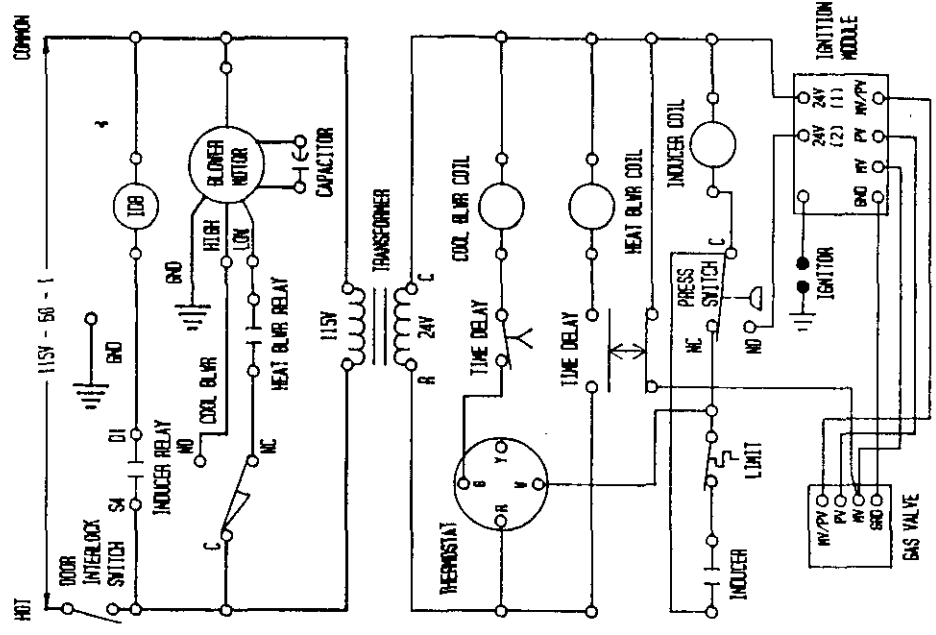 HOT
115V - 60 - 1
COMMON
DOOR
INTERLOCK
SWITCH
S4
D1
INDUCER RELAY
GND
IDB
C
NO
NC
COOL BLWR
HEAT BLWR RELAY
GND
HIGH
LOW
BLOWER
MOTOR
CAPACITOR
115V
TRANSFORMER
R
24V
C
THERMOSTAT
R
G
Y
W
TIME DELAY
COOL BLWR COIL
TIME DELAY
HEAT BLWR COIL
INDUCER
LIMIT
NC
NO
PRESS
SWITCH
C
INDUCER COIL
IGNITOR
IGNITION
MODULE
24V
(1)
24V
(2)
GND
MV
PV
MV/PV
GAS VALVE
MV/PV
PV
MV
GRD